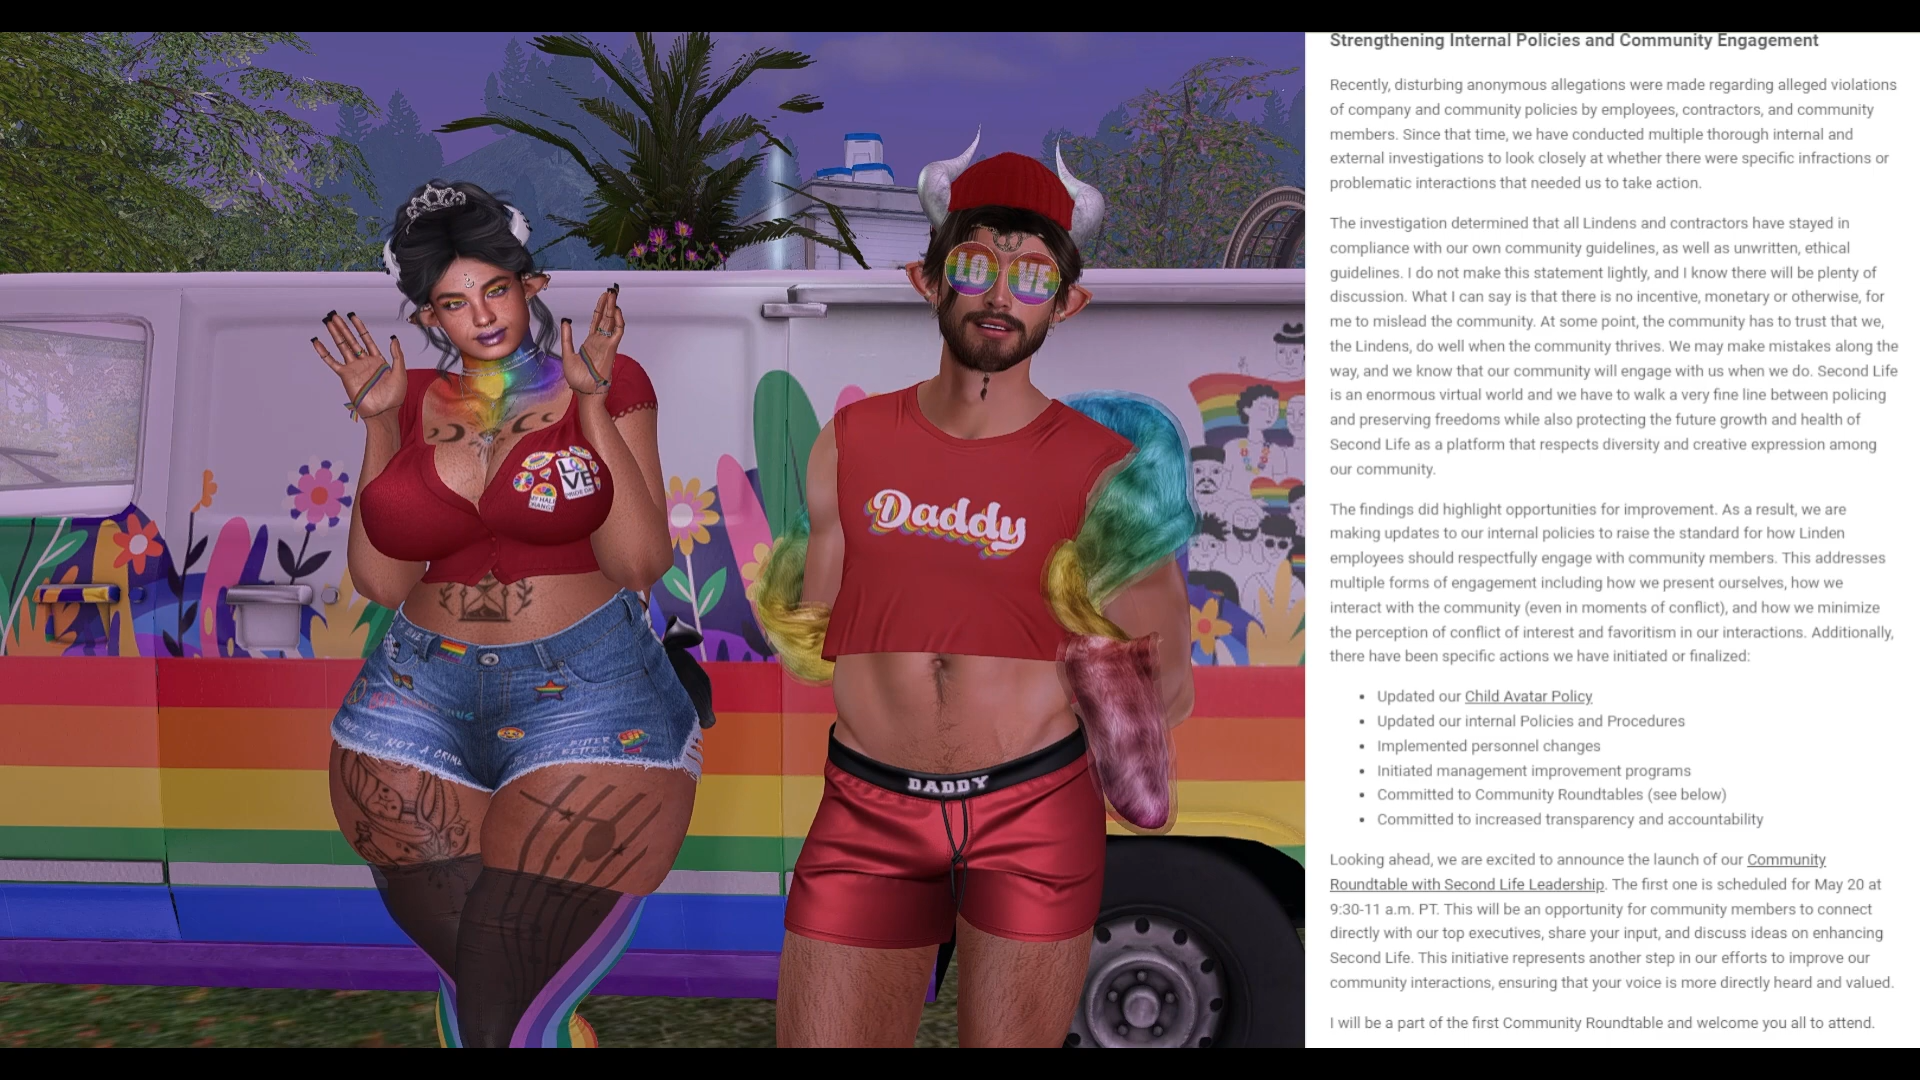 LO VE
LOVE
PRIDE DAY
Daddy
DADDY
IS NOT A CRIME
Strengthening Internal Policies and Community Engagement
Recently, disturbing anonymous allegations were made regarding alleged violations
of company and community policies by employees, contractors, and community
members. Since that time, we have conducted multiple thorough internal and
external investigations to look closely at whether there were specific infractions or
problematic interactions that needed us to take action.
The investigation determined that all Lindens and contractors have stayed in
compliance with our own community guidelines, as well as unwritten, ethical
guidelines. I do not make this statement lightly, and I know there will be plenty of
discussion. What I can say is that there is no incentive, monetary or otherwise, for
me to mislead the community. At some point, the community has to trust that we,
the Lindens, do well when the community thrives. We may make mistakes along the
way, and we know that our community will engage with us when we do. Second Life
is an enormous virtual world and we have to walk a very fine line between policing
and preserving freedoms while also protecting the future growth and health of
Second Life as a platform that respects diversity and creative expression among
our community.
The findings did highlight opportunities for improvement. As a result, we are
making updates to our internal policies to raise the standard for how Linden
employees should respectfully engage with community members. This addresses
multiple forms of engagement including how we present ourselves, how we
interact with the community (even in moments of conflict), and how we minimize
the perception of conflict of interest and favoritism in our interactions. Additionally,
there have been specific actions we have initiated or finalized:
• Updated our Child Avatar Policy
• Updated our internal Policies and Procedures
• Implemented personnel changes
• Initiated management improvement programs
• Committed to Community Roundtables (see below)
• Committed to increased transparency and accountability
Looking ahead, we are excited to announce the launch of our Community
Roundtable with Second Life Leadership. The first one is scheduled for May 20 at
9:30-11 a.m. PT. This will be an opportunity for community members to connect
directly with our top executives, share your input, and discuss ideas on enhancing
Second Life. This initiative represents another step in our efforts to improve our
community interactions, ensuring that your voice is more directly heard and valued.
I will be a part of the first Community Roundtable and welcome you all to attend.